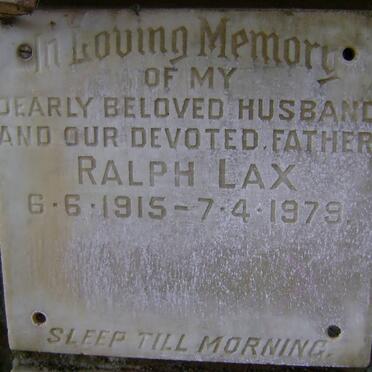 In Loving Memory
OF MY
DEARLY BELOVED HUSBAND
AND OUR DEVOTED FATHER
RALPH LAX
6·6·1915-7·4·1979.
SLEEP TILL MORNING.